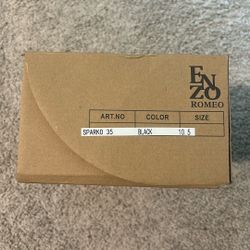 ENZO
ROMEO
ART.NO COLOR SIZE
SPARKO 35 BLACK 10.5